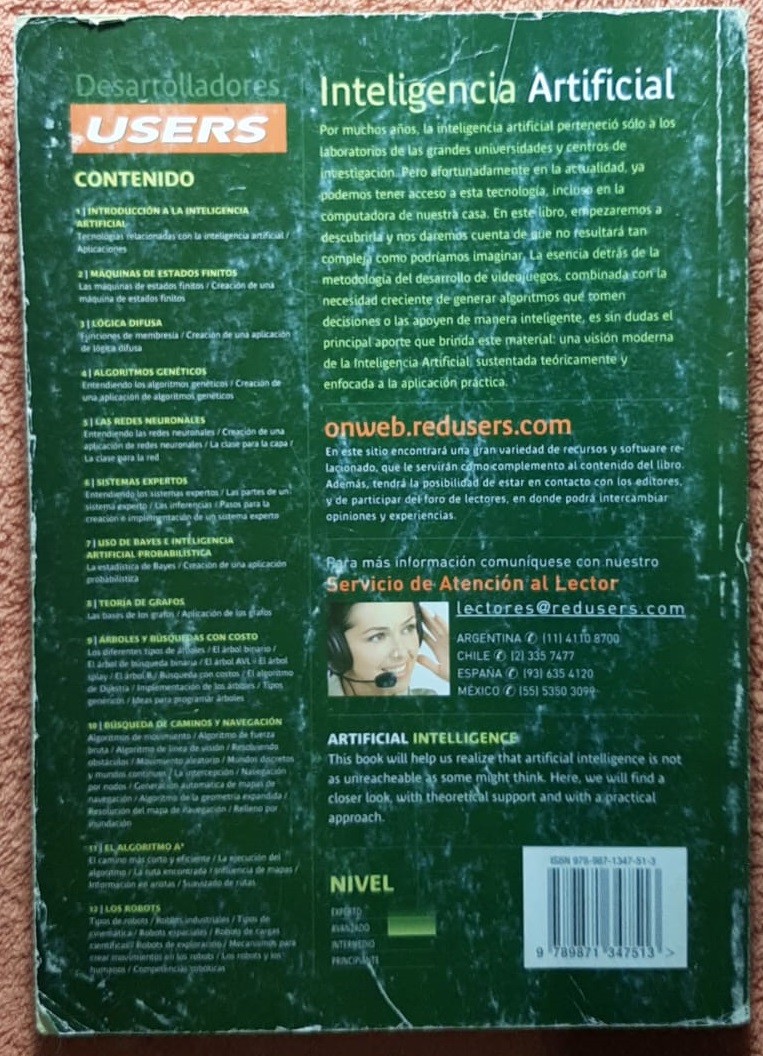 Desarrolladores
USERS
CONTENIDO
1 | INTRODUCCIÓN A LA INTELIGENCIA
ARTIFICIAL
Tecnologías relacionadas con la inteligencia artificial /
Aplicaciones
2 | MÁQUINAS DE ESTADOS FINITOS
Las máquinas de estados finitos / Creación de una
máquina de estados finitos
3 | LÓGICA DIFUSA
Funciones de membresía / Creación de una aplicación
de lógica difusa
4 | ALGORITMOS GENÉTICOS
Entendiendo los algoritmos genéticos / Creación de
una aplicación de algoritmos genéticos
5 | LAS REDES NEURONALES
Entendiendo las redes neuronales / Creación de una
aplicación de redes neuronales / La clase para la capa /
La clase para la red
6 | SISTEMAS EXPERTOS
Entendiendo los sistemas expertos / Las partes de un
sistema experto / Las inferencias / Pasos para la
creación e implementación de un sistema experto
7 | USO DE BAYES E INTELIGENCIA
ARTIFICIAL PROBABILÍSTICA
La estadística de Bayes / Creación de una aplicación
probabilística
8 | TEORÍA DE GRAFOS
Las bases de los grafos / Aplicación de los grafos
9 | ÁRBOLES Y BÚSQUEDAS CON COSTO
Los diferentes tipos de árboles / El árbol binario /
El árbol de búsqueda binaria / El árbol AVL / El árbol
splay / El árbol B / Búsqueda con costos / El algoritmo
de Dijkstra / Implementación de los árboles / Tipos
genéricos / Ideas para programar árboles
10 | BÚSQUEDA DE CAMINOS Y NAVEGACIÓN
Algoritmos de movimiento / Algoritmo de fuerza
bruta / Algoritmo de línea de visión / Resolviendo
obstáculos / Movimiento aleatorio / Mundos discretos
y mundos continuos / La intercepción / Navegación
por nodos / Generación automática de mapas de
navegación / Algoritmo de la geometría expandida /
Resolución del mapa de navegación / Relleno por
inundación
11 | EL ALGORITMO A*
El camino más corto y eficiente / La ejecución del
algoritmo / La ruta encontrada / Influencia de mapas /
Información en aristas / Suavizado de rutas
12 | LOS ROBOTS
Tipos de robots / Robots industriales / Tipos de
cinemática / Robots espaciales / Robots de cargas
científicas / Robots de exploración / Mecanismos para
crear movimientos en los robots / Los robots y los
humanos / Competencias robóticas
Inteligencia Artificial
Por muchos años, la inteligencia artificial perteneció sólo a los
laboratorios de las grandes universidades y centros de
investigación. Pero afortunadamente en la actualidad, ya
podemos tener acceso a esta tecnología, incluso en la
computadora de nuestra casa. En este libro, empezaremos a
descubrirla y nos daremos cuenta de que no resultará tan
compleja como podríamos imaginar. La esencia detrás de la
metodología del desarrollo de videojuegos, combinada con la
necesidad creciente de generar algoritmos que tomen
decisiones o las apoyen de manera inteligente, es sin dudas el
principal aporte que brinda este material: una visión moderna
de la Inteligencia Artificial, sustentada teóricamente y
enfocada a la aplicación práctica.
onweb.redusers.com
En este sitio encontrará una gran variedad de recursos y software re-
lacionado, que le servirán como complemento al contenido del libro.
Además, tendrá la posibilidad de estar en contacto con los editores,
y de participar del foro de lectores, en donde podrá intercambiar
opiniones y experiencias.
Para más información comuníquese con nuestro
Servicio de Atención al Lector
lectores@redusers.com
ARGENTINA ✆ (11) 4110 8700
CHILE ✆ (2) 335 7477
ESPAÑA ✆ (93) 635 4120
MÉXICO ✆ (55) 5350 3099
ARTIFICIAL INTELLIGENCE
This book will help us realize that artificial intelligence is not
as unreacheable as some might think. Here, we will find a
closer look, with theoretical support and with a practical
approach.
NIVEL
EXPERTO
AVANZADO
INTERMEDIO
PRINCIPIANTE
ISBN 978-987-1347-51-3
9 789871 347513 >